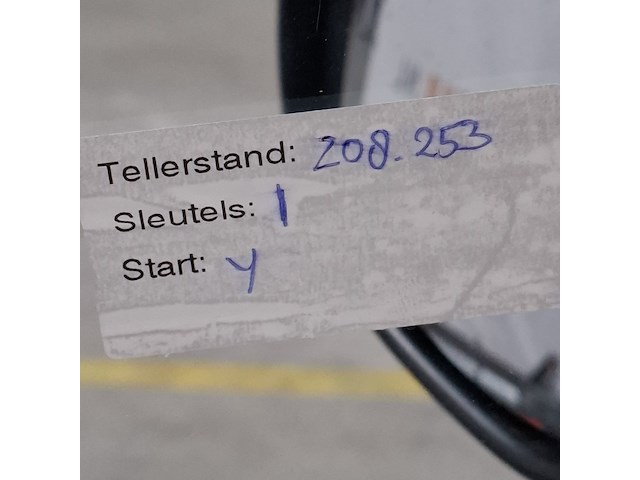 Tellerstand: 208.253
Sleutels: 1
Start: y